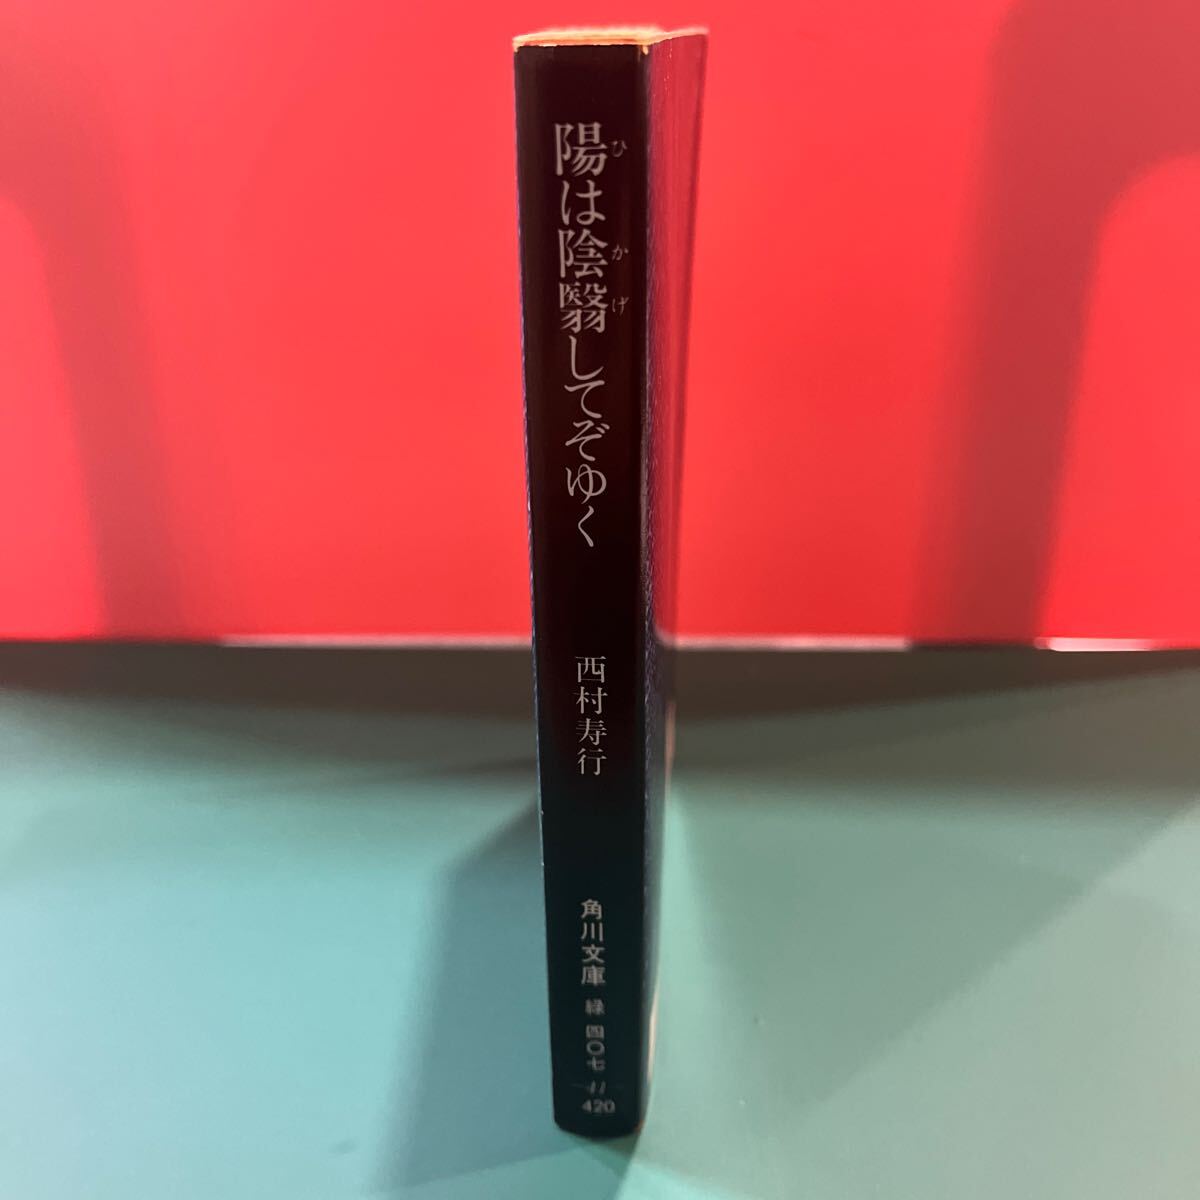 陽は陰翳してぞゆく
ひ
かげ
西村寿行
角川文庫
緑 四〇七
11
420